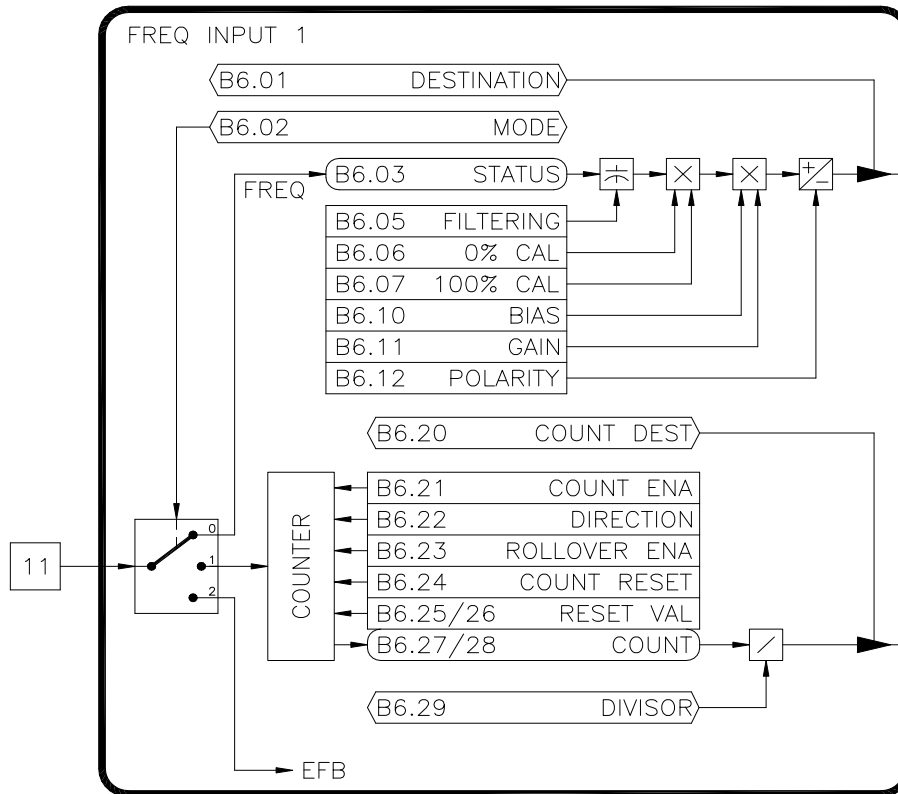 FREQ INPUT 1
B6.01 DESTINATION
B6.02 MODE
B6.03 STATUS
FREQ
B6.05 FILTERING
B6.06 0% CAL
B6.07 100% CAL
B6.10 BIAS
B6.11 GAIN
B6.12 POLARITY
B6.20 COUNT DEST
B6.21 COUNT ENA
B6.22 DIRECTION
B6.23 ROLLOVER ENA
B6.24 COUNT RESET
B6.25/26 RESET VAL
B6.27/28 COUNT
B6.29 DIVISOR
COUNTER
11
0
1
2
EFB